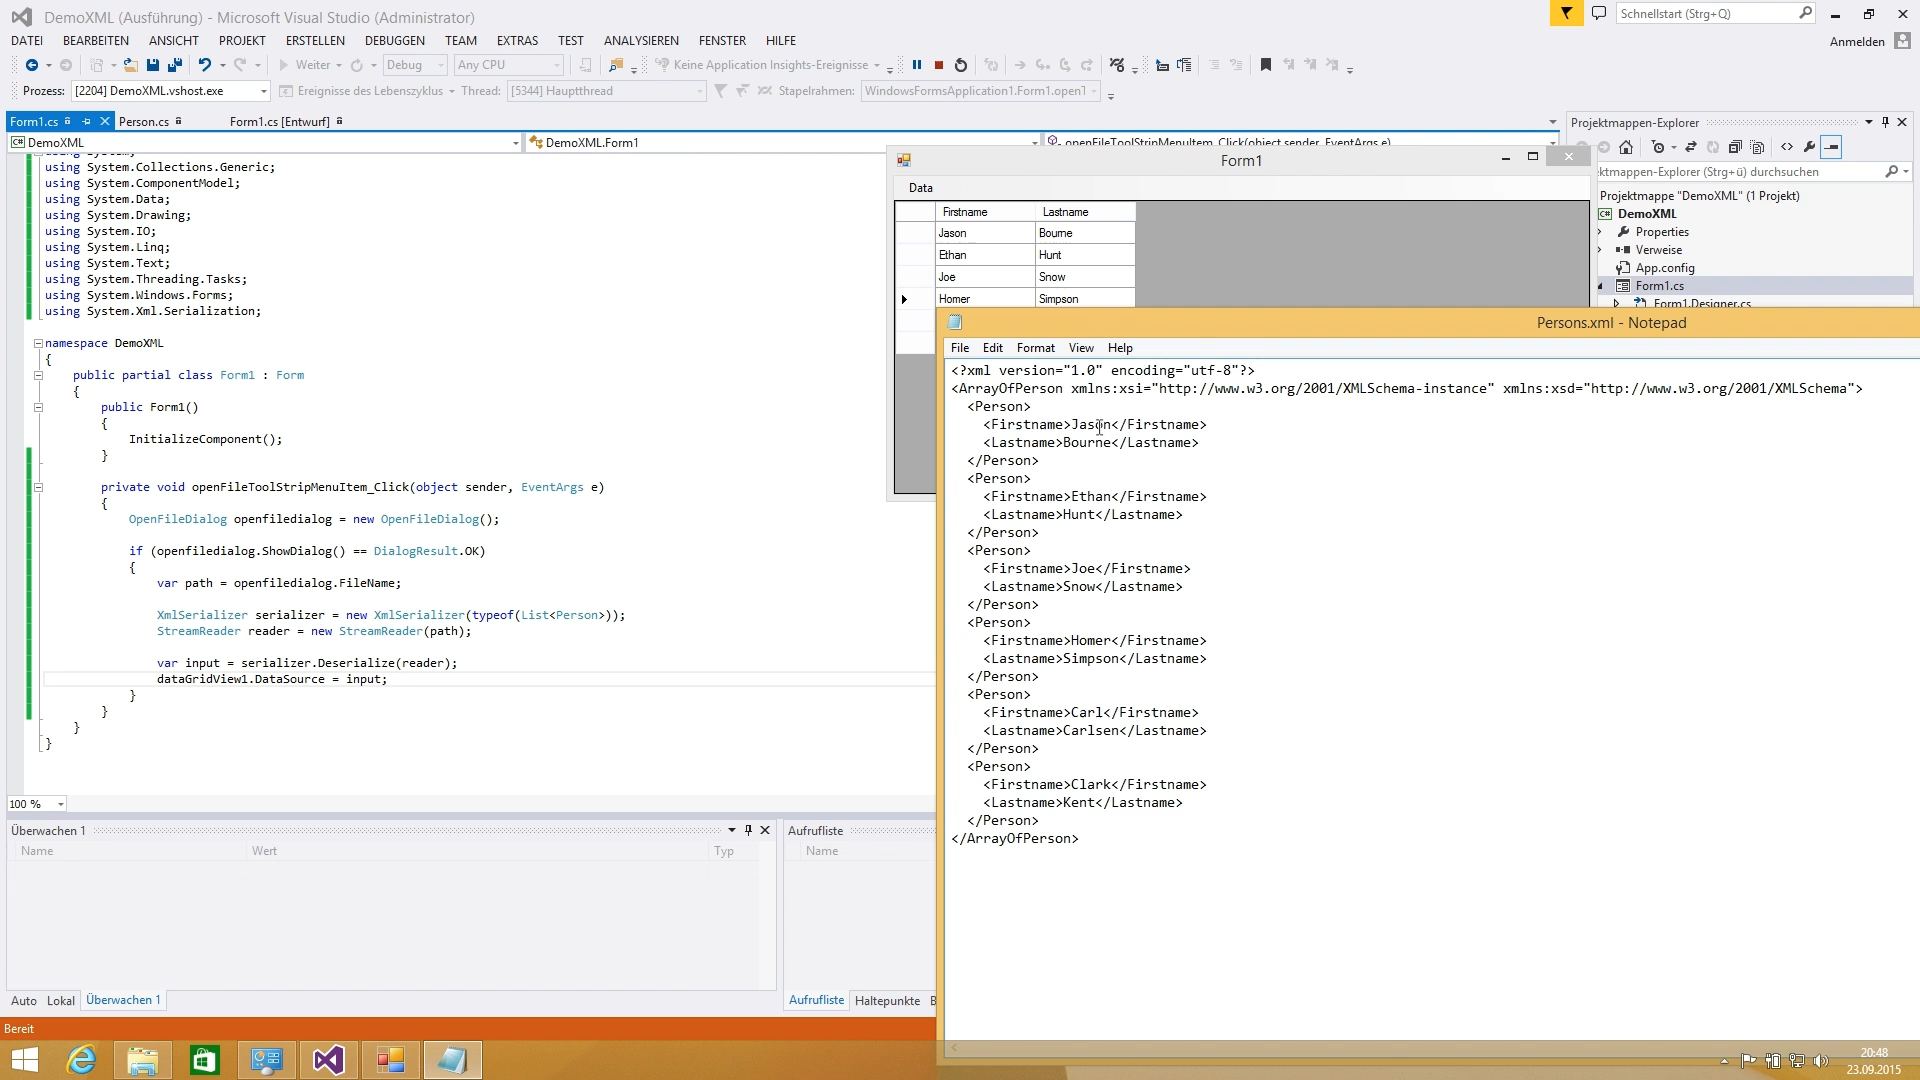 DemoXML (Ausführung) - Microsoft Visual Studio (Administrator)
Schnellstart (Strg+Q)
DATEI BEARBEITEN ANSICHT PROJEKT ERSTELLEN DEBUGGEN TEAM EXTRAS TEST ANALYSIEREN FENSTER HILFE
Anmelden
Weiter Debug Any CPU Keine Application Insights-Ereignisse
Prozess: [2204] DemoXML.vshost.exe Ereignisse des Lebenszyklus Thread: [5344] Hauptthread Stapelrahmen: WindowsFormsApplication1.Form1.openT
Form1.cs Person.cs Form1.cs [Entwurf]
DemoXML DemoXML.Form1 openFileToolStripMenuItem_Click(object sender, EventArgs e)
using System;
using System.Collections.Generic;
using System.ComponentModel;
using System.Data;
using System.Drawing;
using System.IO;
using System.Linq;
using System.Text;
using System.Threading.Tasks;
using System.Windows.Forms;
using System.Xml.Serialization;
namespace DemoXML
{
public partial class Form1 : Form
{
public Form1()
{
InitializeComponent();
}
private void openFileToolStripMenuItem_Click(object sender, EventArgs e)
{
OpenFileDialog openfiledialog = new OpenFileDialog();
if (openfiledialog.ShowDialog() == DialogResult.OK)
{
var path = openfiledialog.FileName;
XmlSerializer serializer = new XmlSerializer(typeof(List<Person>));
StreamReader reader = new StreamReader(path);
var input = serializer.Deserialize(reader);
dataGridView1.DataSource = input;
}
}
}
}
100 %
Form1
Data
Firstname Lastname
Jason Bourne
Ethan Hunt
Joe Snow
Homer Simpson
Projektmappen-Explorer
ktmappen-Explorer (Strg+ü) durchsuchen
Projektmappe "DemoXML" (1 Projekt)
DemoXML
Properties
Verweise
App.config
Form1.cs
Form1.Designer.cs
Persons.xml - Notepad
File Edit Format View Help
<?xml version="1.0" encoding="utf-8"?>
<ArrayOfPerson xmlns:xsi="http://www.w3.org/2001/XMLSchema-instance" xmlns:xsd="http://www.w3.org/2001/XMLSchema">
<Person>
<Firstname>Jason</Firstname>
<Lastname>Bourne</Lastname>
</Person>
<Person>
<Firstname>Ethan</Firstname>
<Lastname>Hunt</Lastname>
</Person>
<Person>
<Firstname>Joe</Firstname>
<Lastname>Snow</Lastname>
</Person>
<Person>
<Firstname>Homer</Firstname>
<Lastname>Simpson</Lastname>
</Person>
<Person>
<Firstname>Carl</Firstname>
<Lastname>Carlsen</Lastname>
</Person>
<Person>
<Firstname>Clark</Firstname>
<Lastname>Kent</Lastname>
</Person>
</ArrayOfPerson>
Überwachen 1
Name Wert Typ
Aufrufliste
Name
Auto Lokal Überwachen 1
Aufrufliste Haltepunkte B
Bereit
20:48
23.09.2015